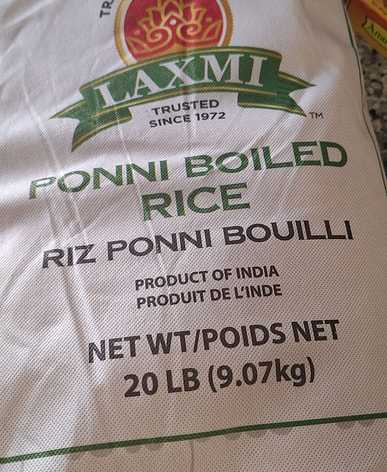 TR
LAXMI
TRUSTED
SINCE 1972
TM
PONNI BOILED
RICE
RIZ PONNI BOUILLI
PRODUCT OF INDIA
PRODUIT DE L'INDE
NET WT/POIDS NET
20 LB (9.07kg)